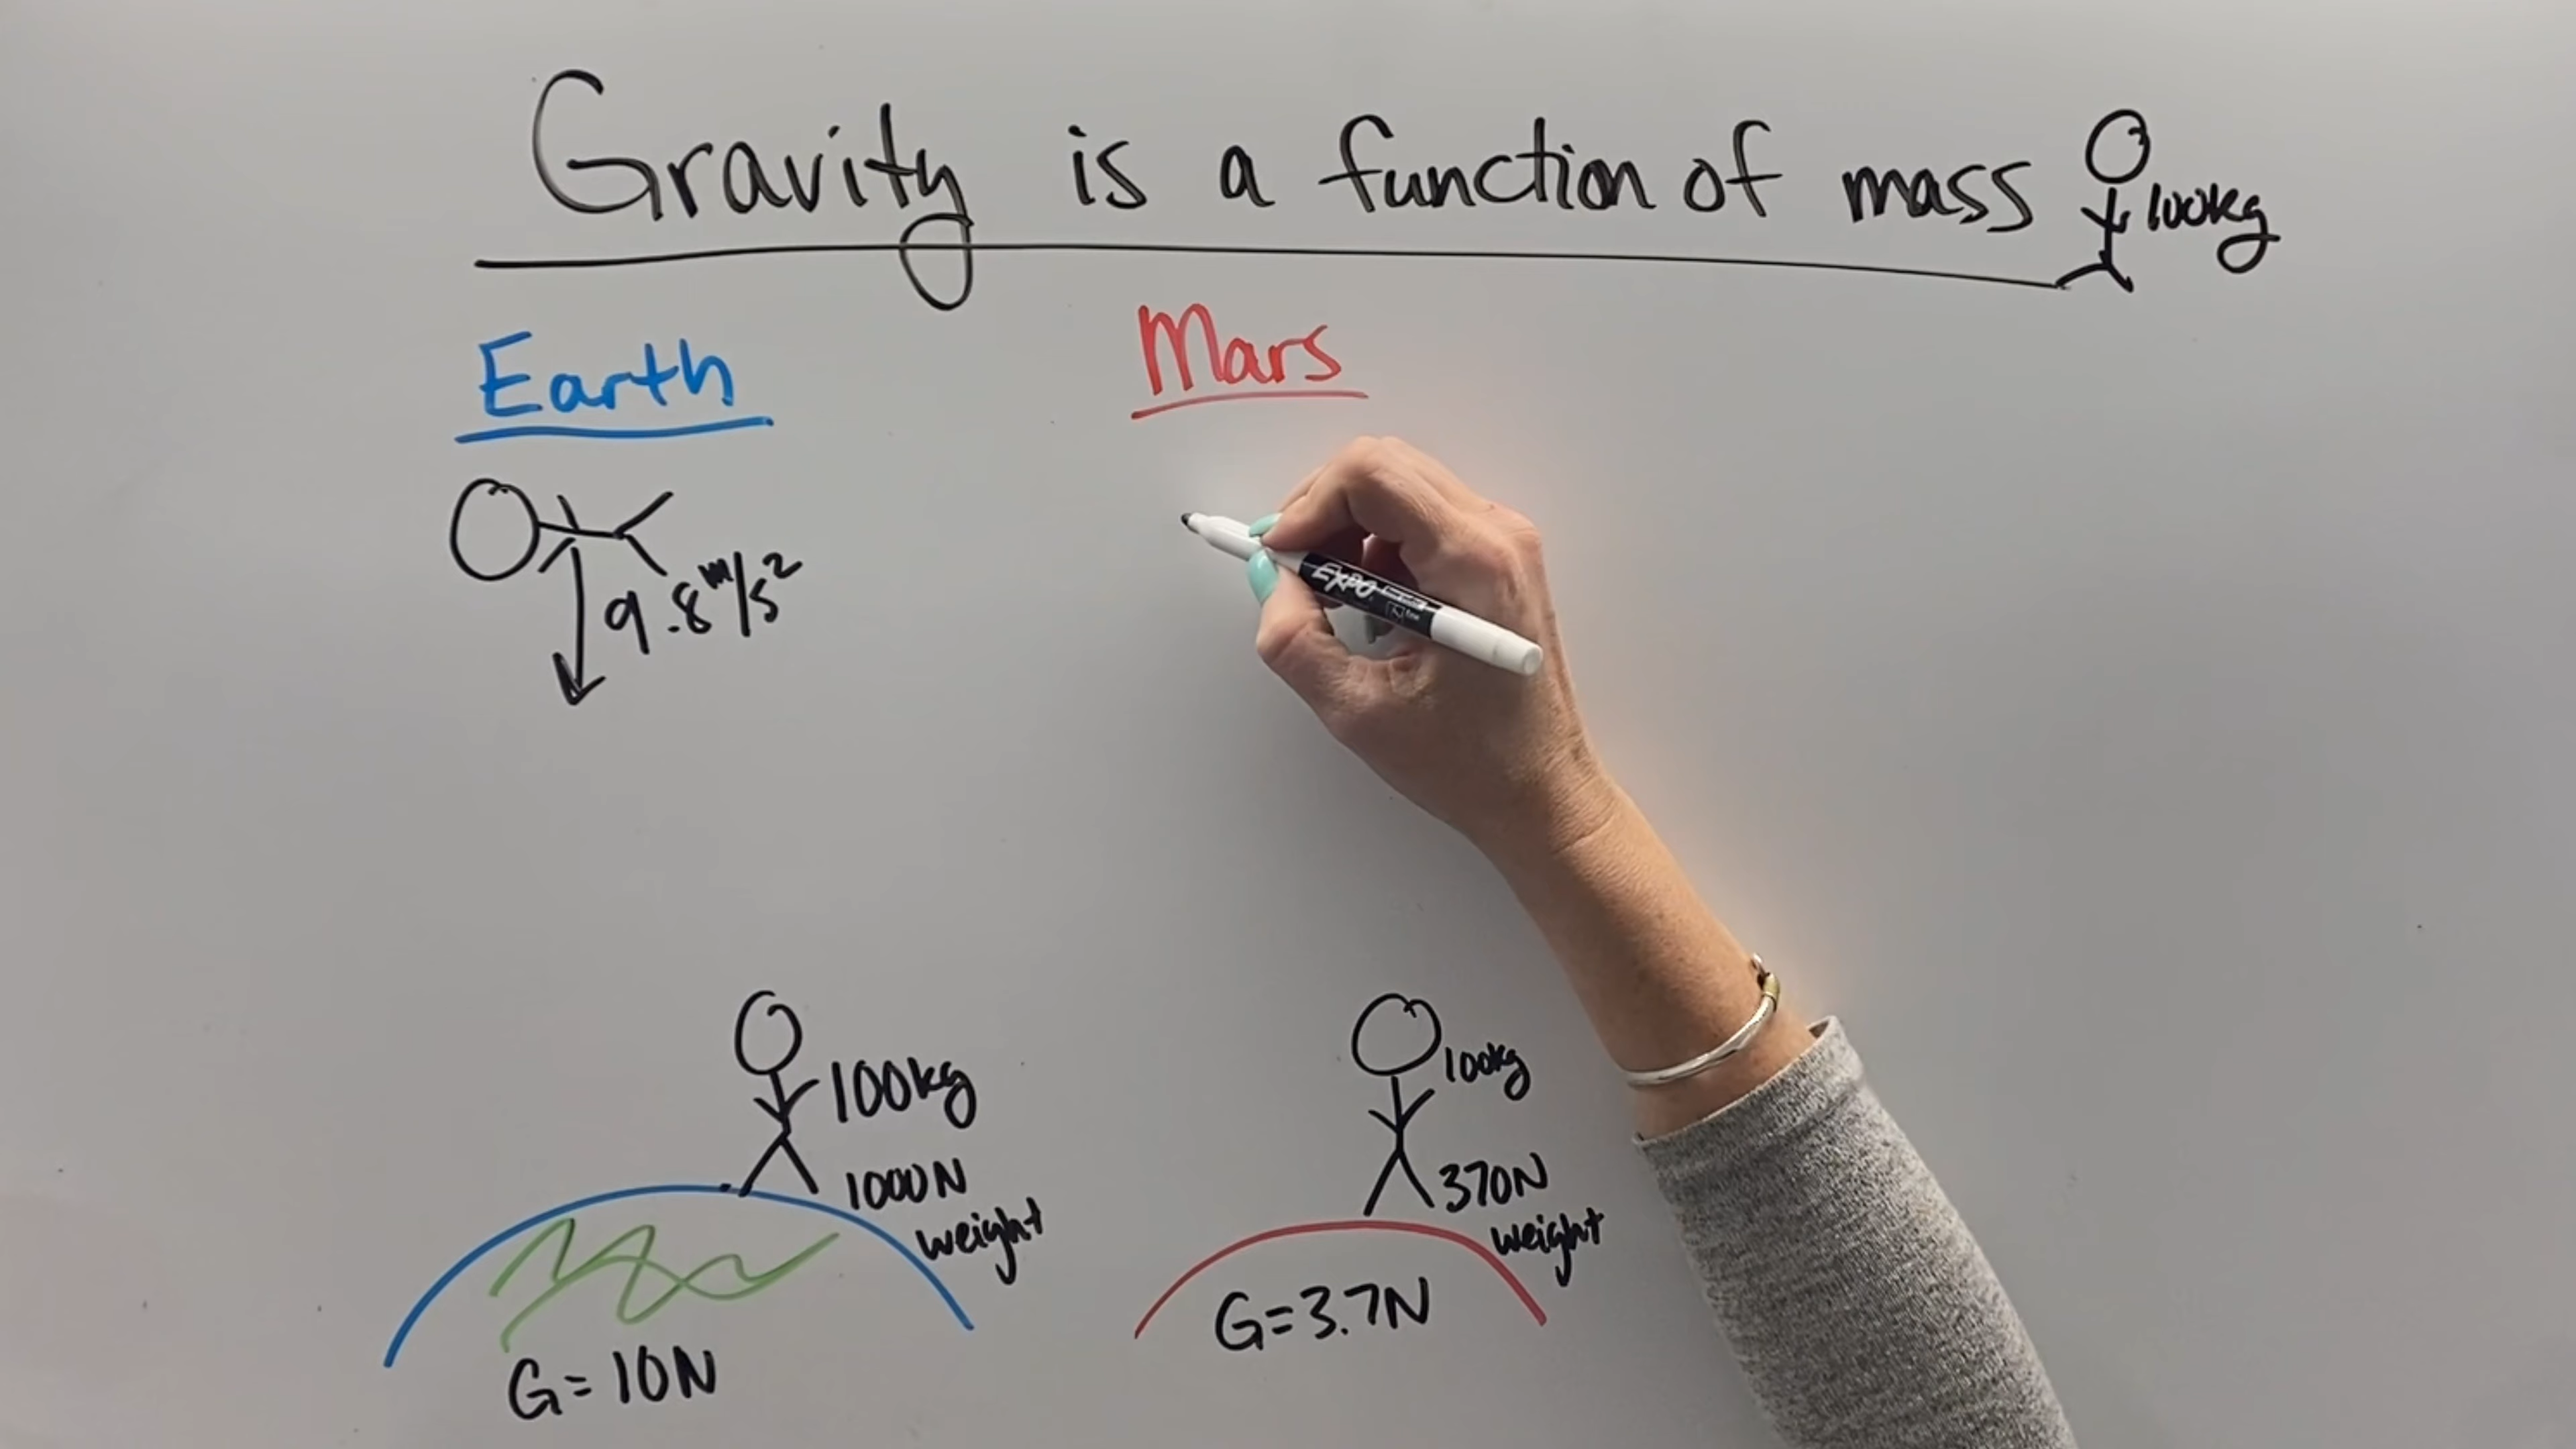 Gravity is a function of mass
100kg
Earth
Mars
9.8m/s²
EXPO
100kg
1000N
weight
G=10N
100kg
370N
weight
G=3.7N